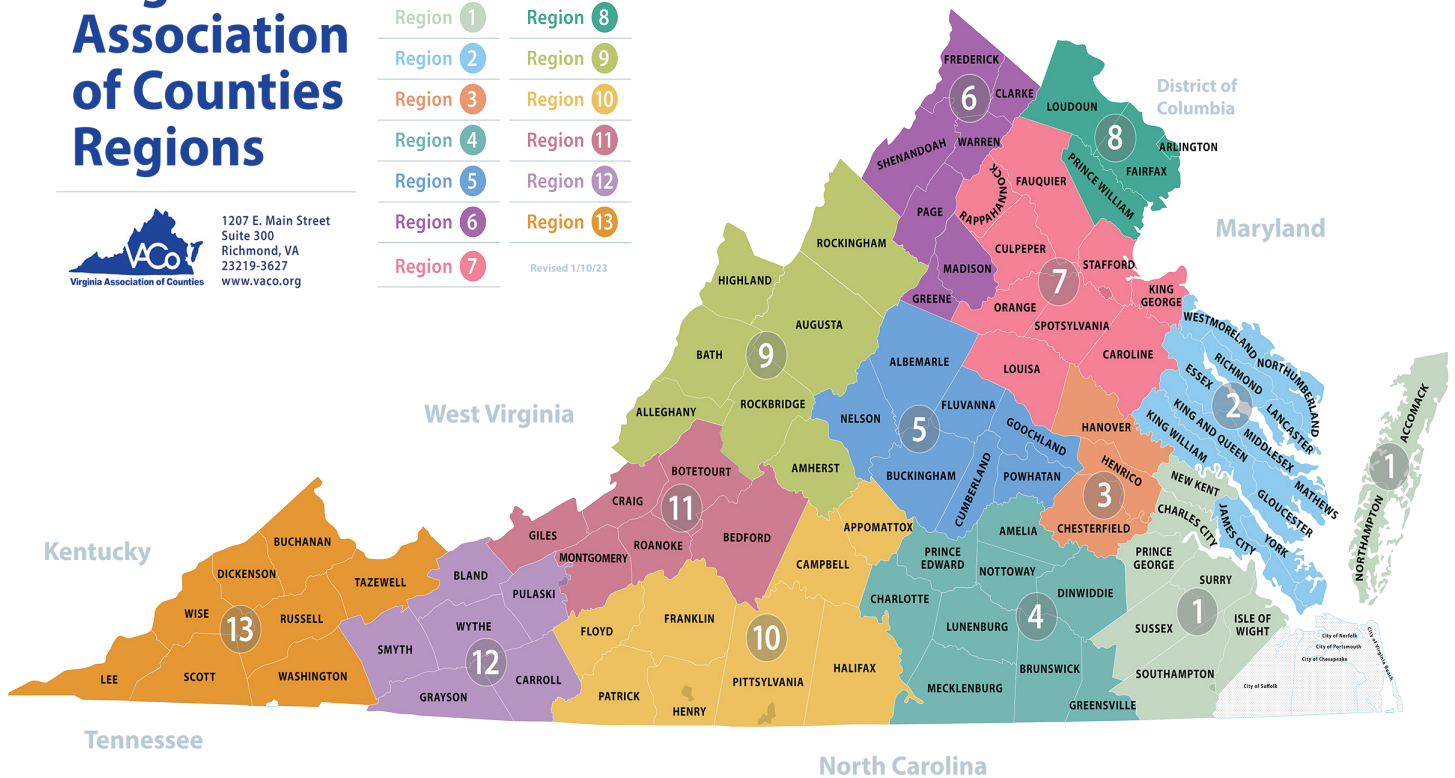 Association
of Counties
Regions
VACo
Virginia Association of Counties
1207 E. Main Street
Suite 300
Richmond, VA
23219-3627
www.vaco.org
Region 1
Region 2
Region 3
Region 4
Region 5
Region 6
Region 7
Region 8
Region 9
Region 10
Region 11
Region 12
Region 13
Revised 1/10/23
District of
Columbia
Maryland
West Virginia
Kentucky
Tennessee
North Carolina
6
FREDERICK
CLARKE
WARREN
SHENANDOAH
PAGE
MADISON
GREENE
8
LOUDOUN
ARLINGTON
FAIRFAX
PRINCE WILLIAM
7
FAUQUIER
RAPPAHANNOCK
CULPEPER
STAFFORD
KING
GEORGE
ORANGE
SPOTSYLVANIA
CAROLINE
LOUISA
9
ROCKINGHAM
HIGHLAND
AUGUSTA
BATH
ROCKBRIDGE
ALLEGHANY
AMHERST
5
ALBEMARLE
NELSON
FLUVANNA
GOOCHLAND
BUCKINGHAM
CUMBERLAND
POWHATAN
3
HANOVER
HENRICO
CHESTERFIELD
2
WESTMORELAND
NORTHUMBERLAND
RICHMOND
ESSEX
LANCASTER
KING AND QUEEN
KING WILLIAM
MIDDLESEX
MATHEWS
GLOUCESTER
JAMES CITY
YORK
1
ACCOMACK
NORTHAMPTON
1
NEW KENT
CHARLES CITY
PRINCE
GEORGE
SURRY
SUSSEX
ISLE OF
WIGHT
SOUTHAMPTON
City of Norfolk
City of Portsmouth
City of Chesapeake
City of Virginia Beach
City of Suffolk
4
AMELIA
PRINCE
EDWARD
NOTTOWAY
DINWIDDIE
CHARLOTTE
LUNENBURG
BRUNSWICK
MECKLENBURG
GREENSVILLE
10
APPOMATTOX
CAMPBELL
FRANKLIN
FLOYD
PITTSYLVANIA
HALIFAX
PATRICK
HENRY
11
BOTETOURT
CRAIG
GILES
ROANOKE
BEDFORD
MONTGOMERY
12
BLAND
PULASKI
WYTHE
SMYTH
CARROLL
GRAYSON
13
BUCHANAN
DICKENSON
TAZEWELL
WISE
RUSSELL
LEE
SCOTT
WASHINGTON